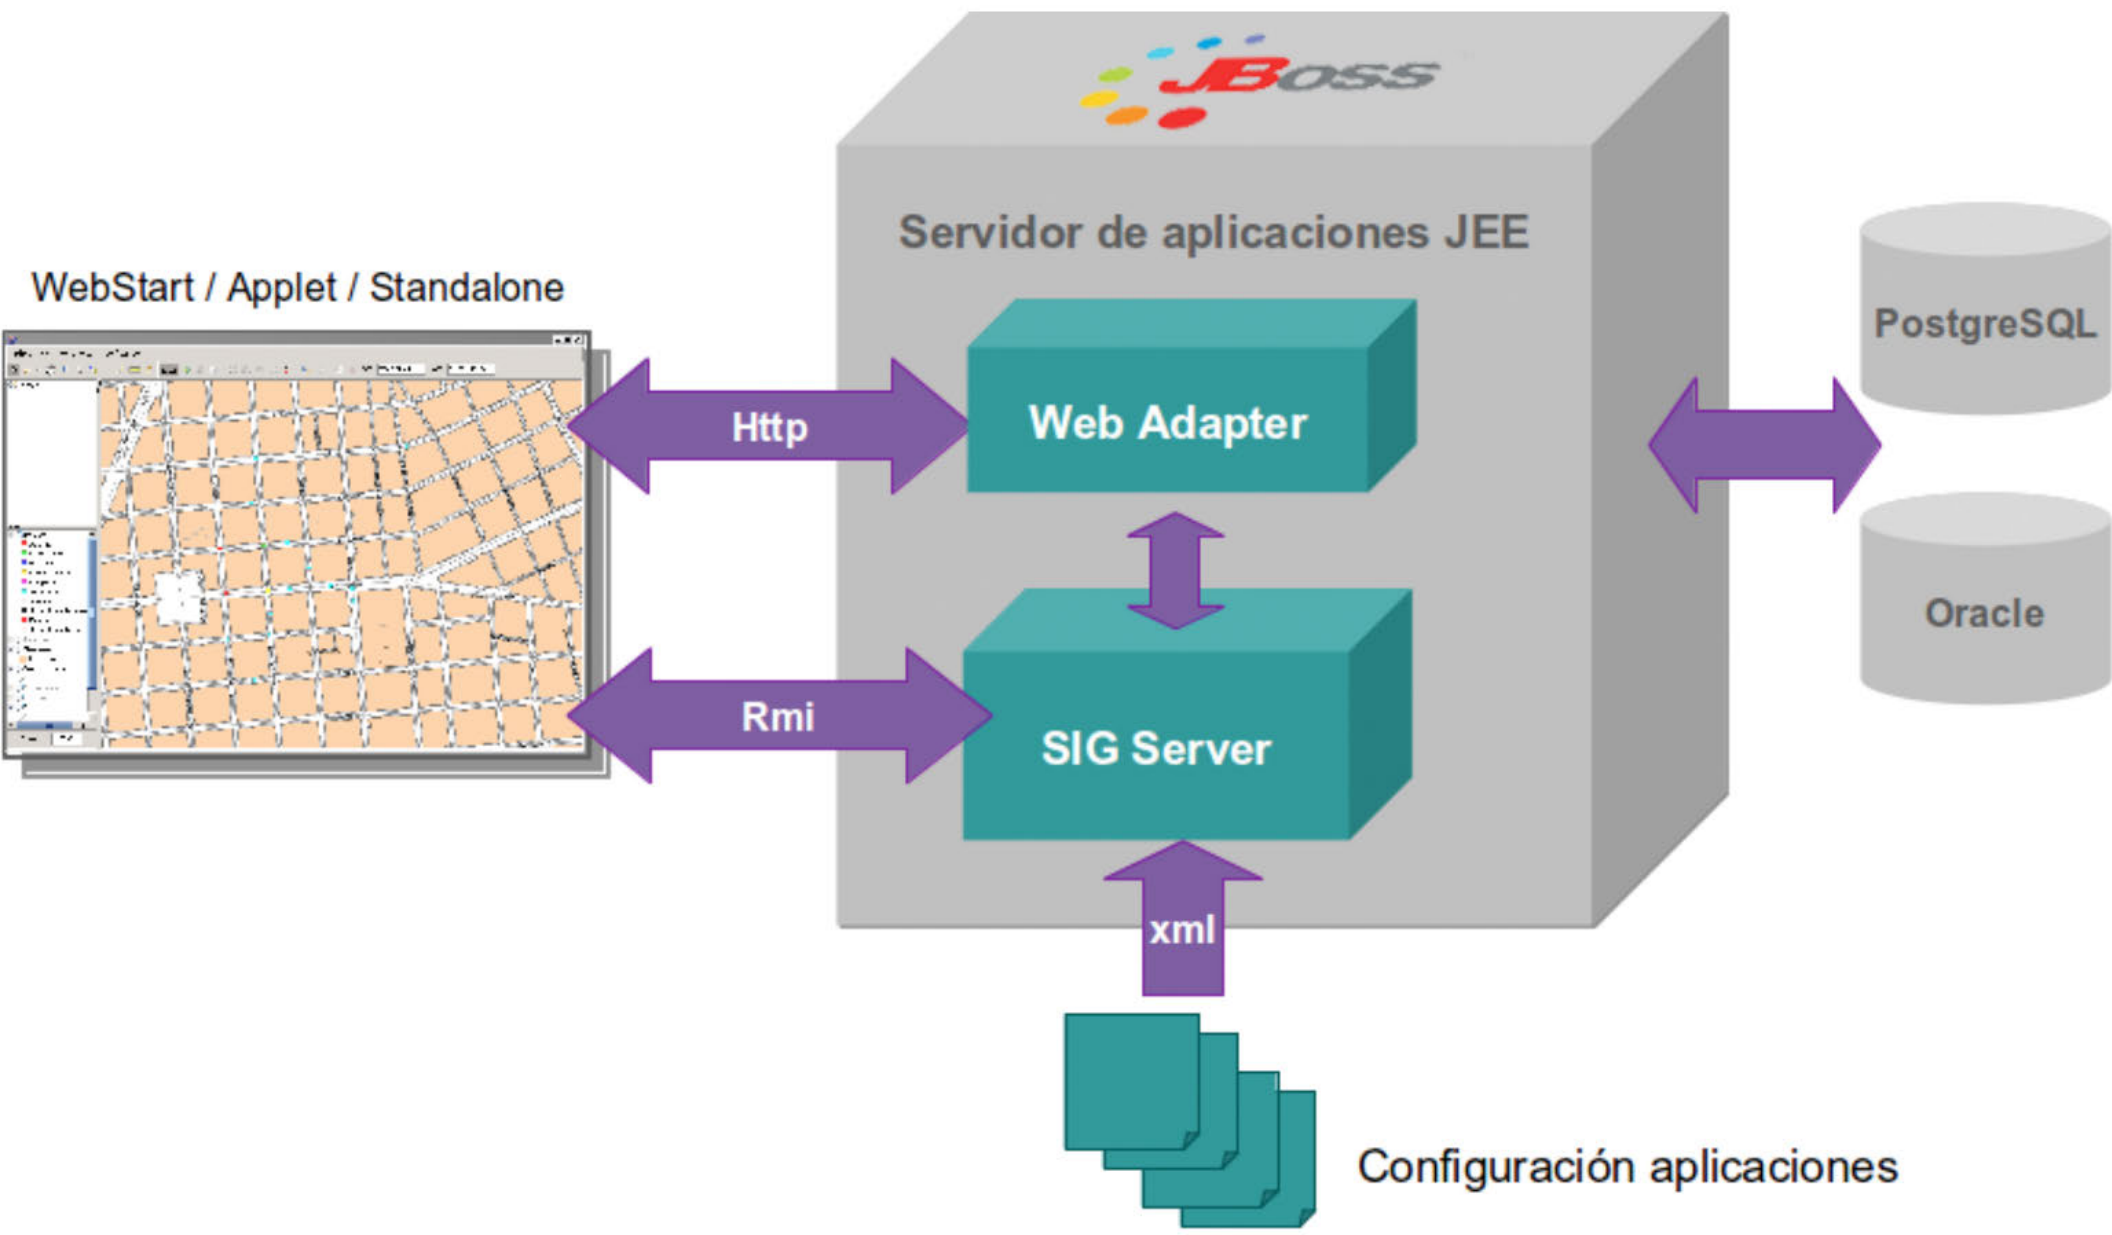 JBoss
Servidor de aplicaciones JEE
WebStart / Applet / Standalone
PostgreSQL
Http
Web Adapter
Oracle
Rmi
SIG Server
xml
Configuración aplicaciones